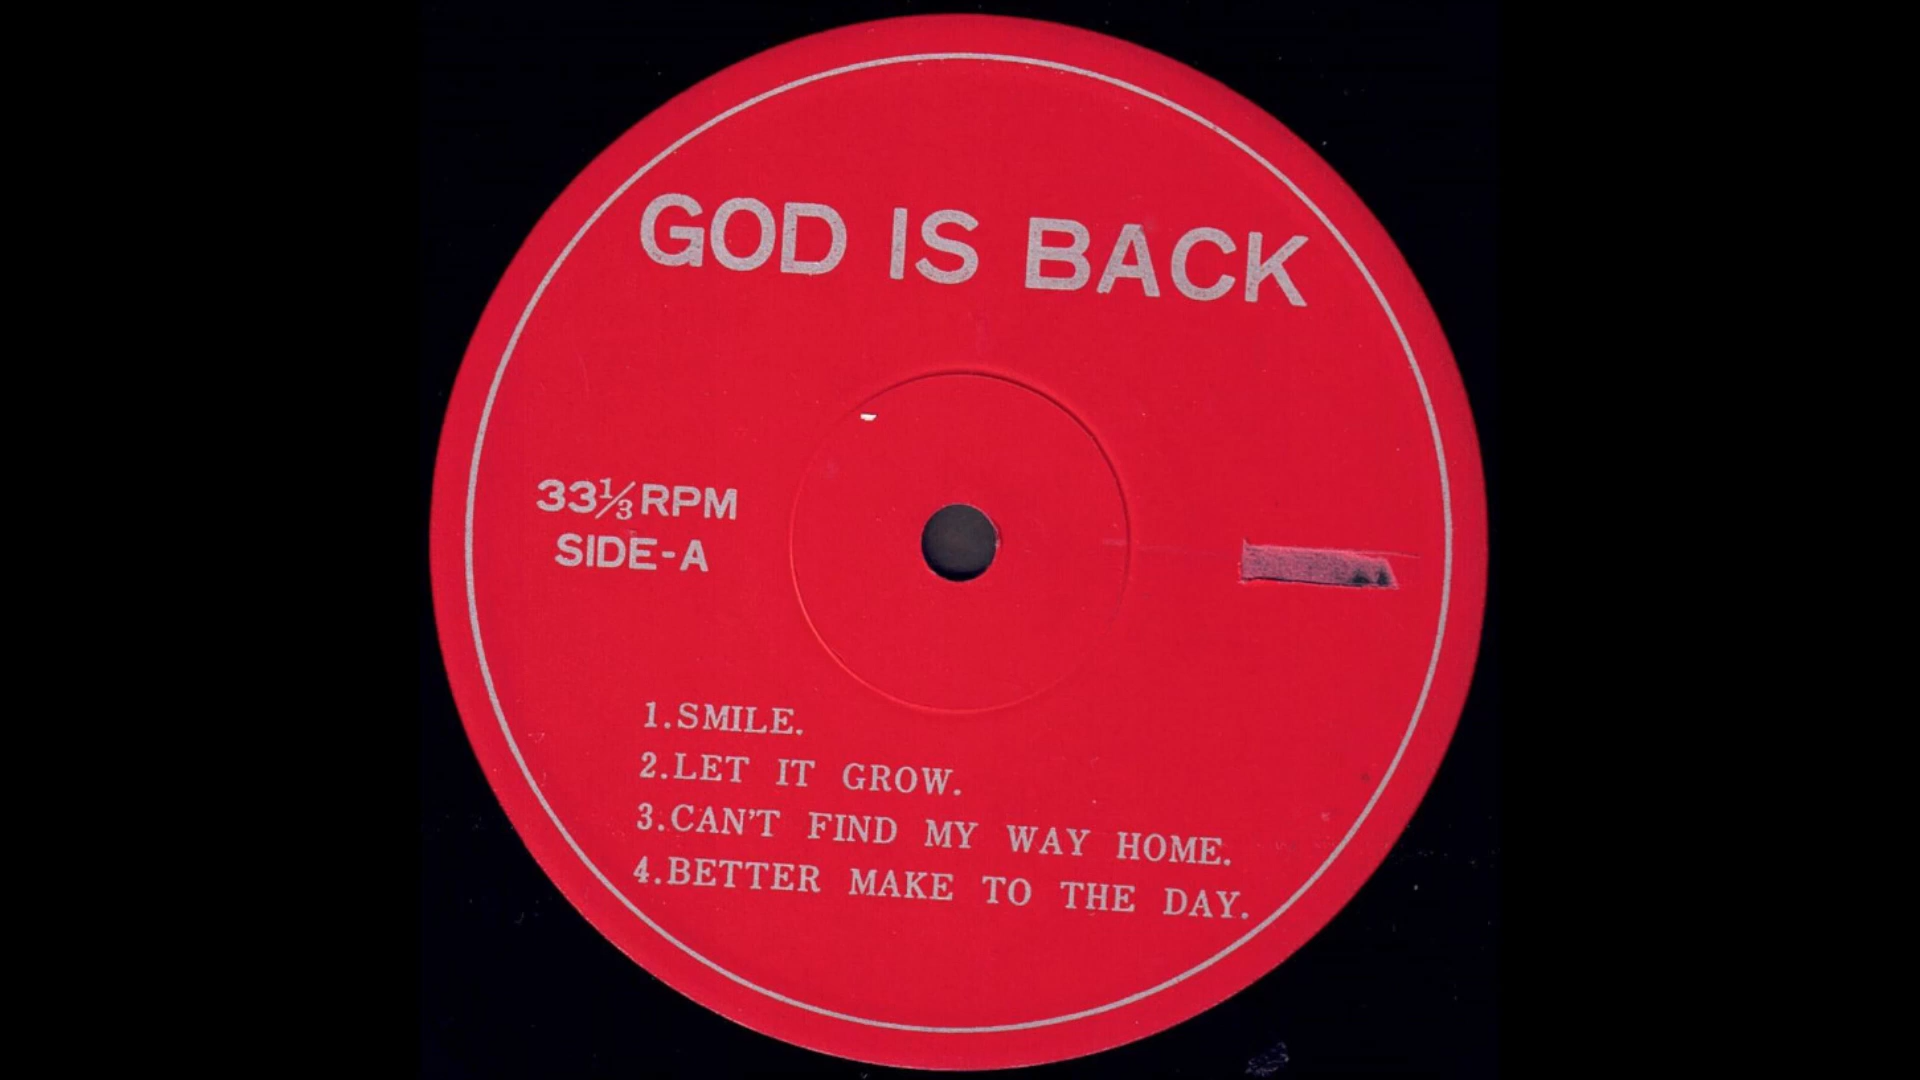 GOD IS BACK
33⅓ RPM
SIDE-A
1.SMILE.
2.LET IT GROW.
3.CAN'T FIND MY WAY HOME.
4.BETTER MAKE TO THE DAY.